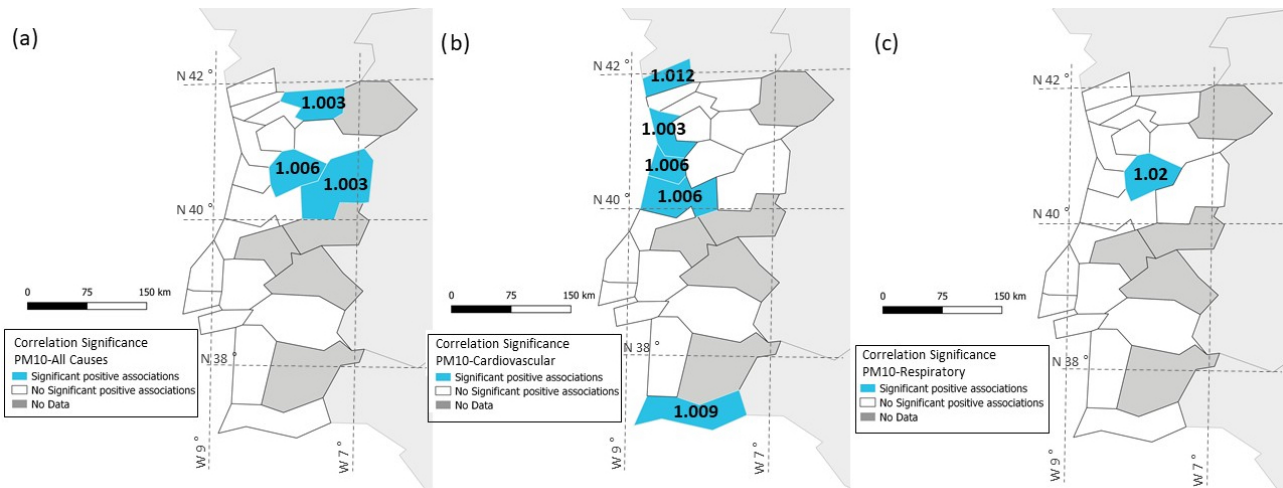 (a)
N 42 °
1.003
1.006
1.003
N 40 °
0 75 150 km
Correlation Significance
PM10-All Causes
Significant positive associations
No Significant positive associations
No Data
N 38 °
W 9 °
W 7 °
(b)
N 42 °
1.012
1.003
1.006
1.006
N 40 °
0 75 150 km
Correlation Significance
PM10-Cardiovascular
Significant positive associations
No Significant positive associations
No Data
N 38 °
1.009
W 9 °
W 7 °
(c)
N 42 °
1.02
N 40 °
0 75 150 km
Correlation Significance
PM10-Respiratory
Significant positive associations
No Significant positive associations
No Data
N 38 °
W 9 °
W 7 °